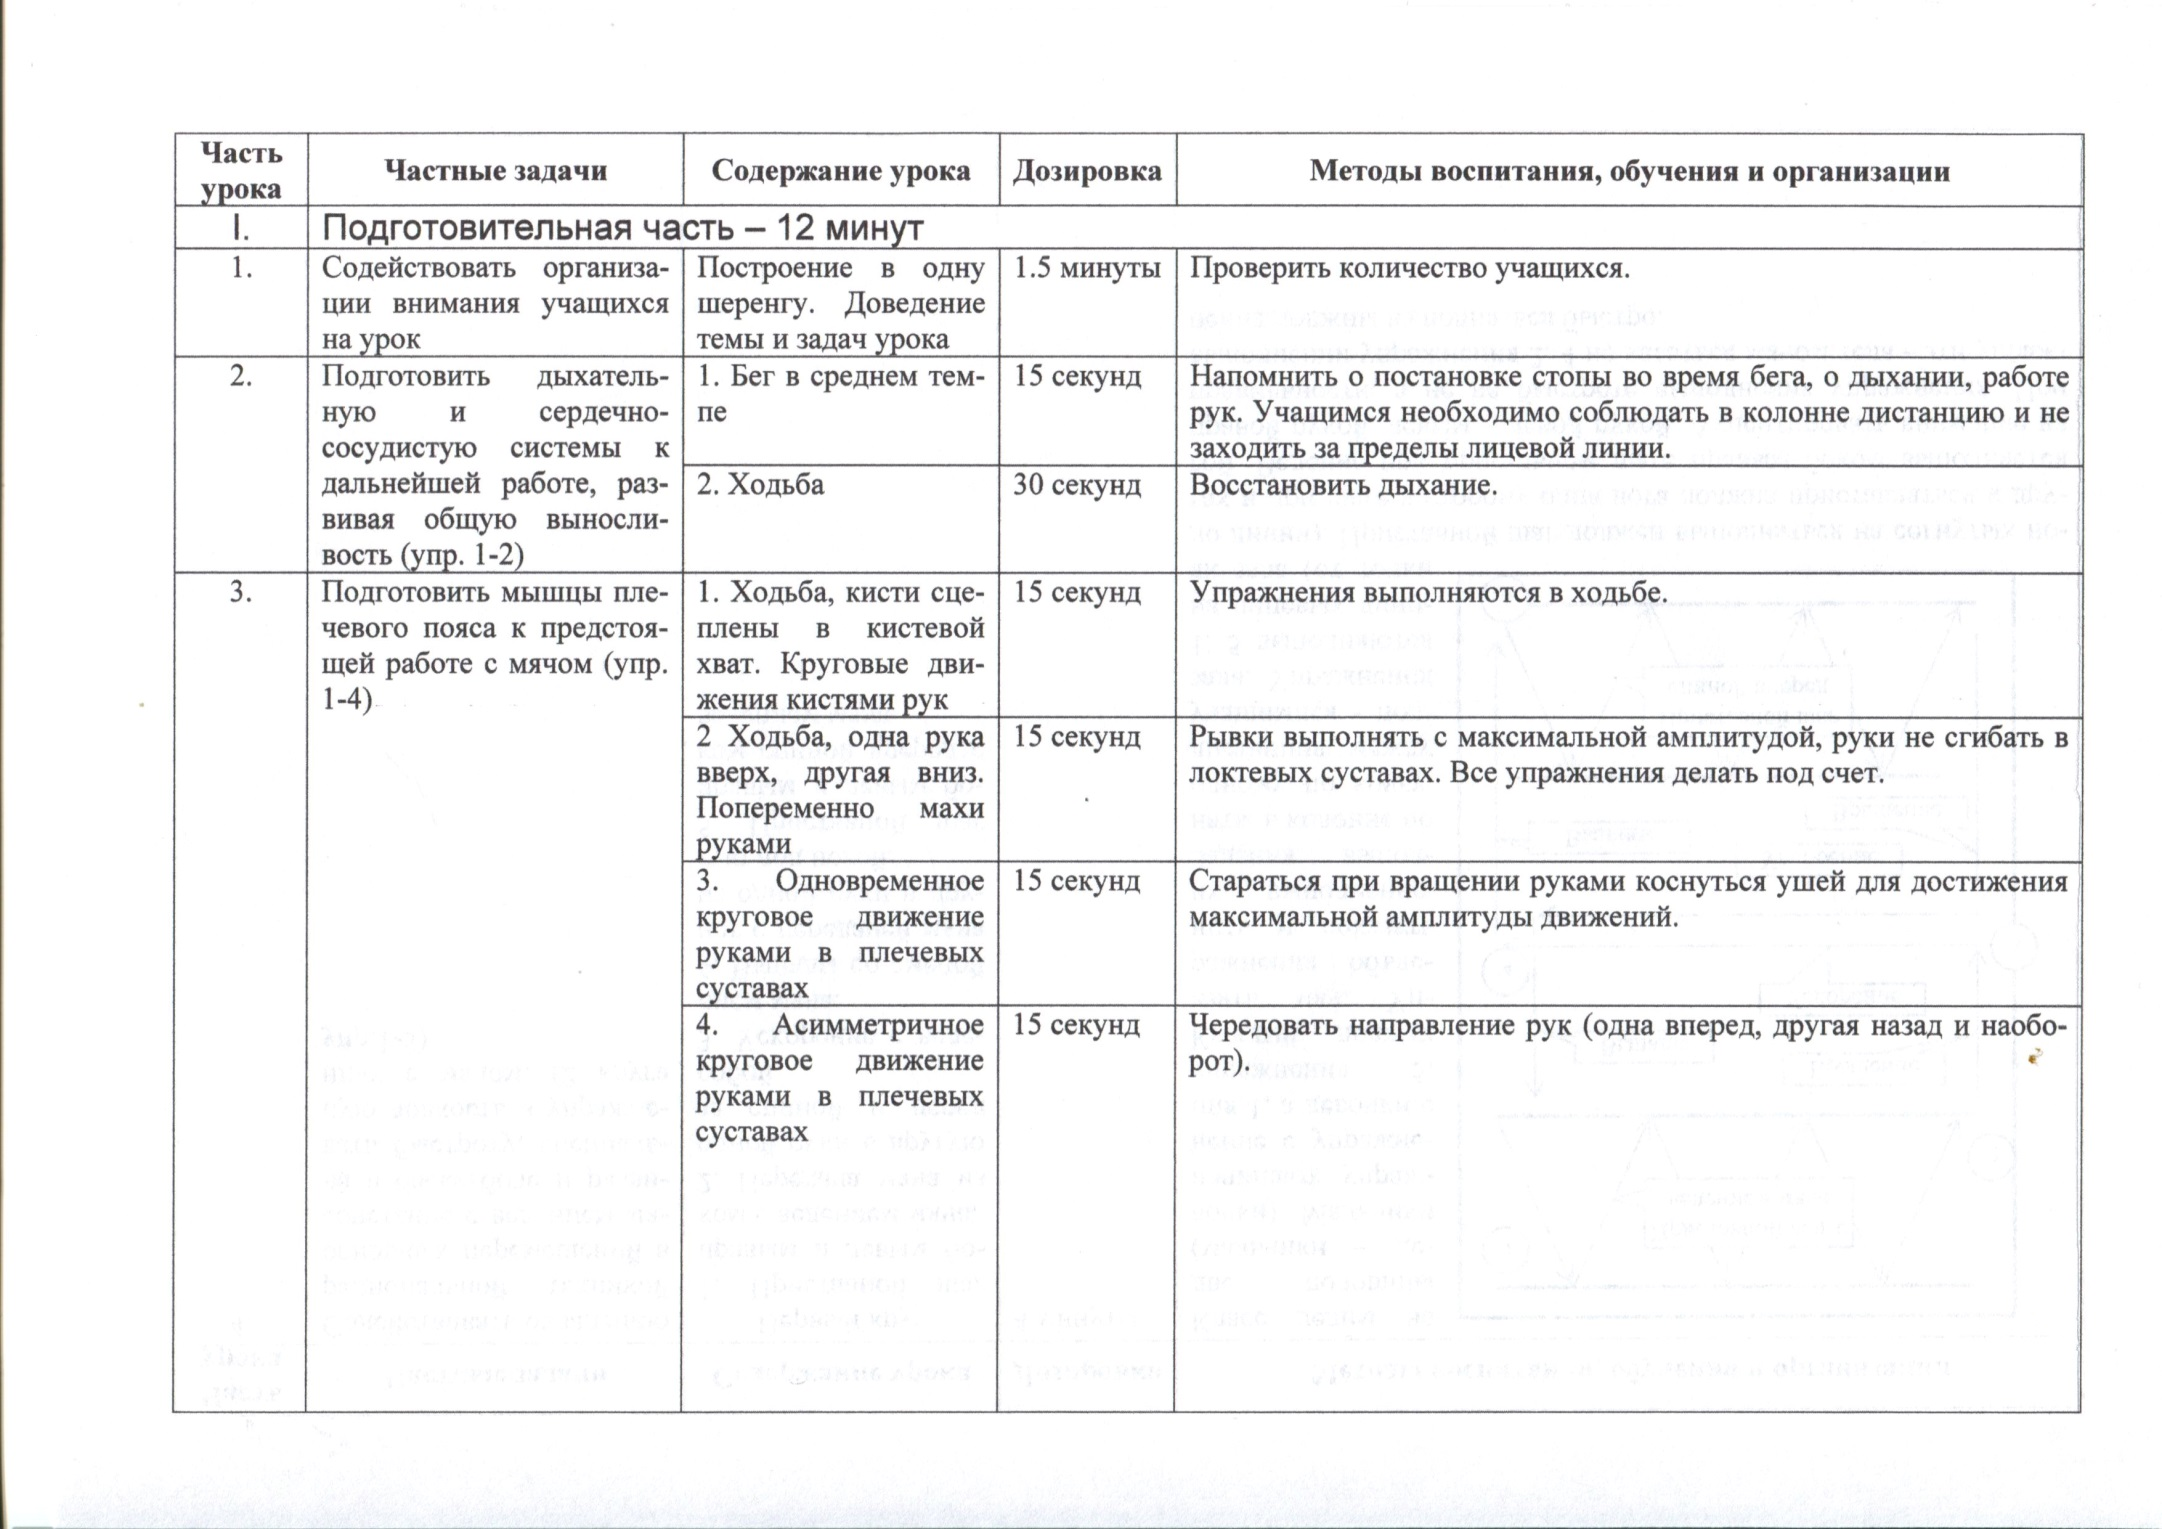 Часть урока | Частные задачи | Содержание урока | Дозировка | Методы воспитания, обучения и организации
I. Подготовительная часть – 12 минут
1.
Содействовать организа-
ции внимания учащихся
на урок
Построение в одну
шеренгу. Доведение
темы и задач урока
1.5 минуты
Проверить количество учащихся.
2.
Подготовить дыхатель-
ную и сердечно-
сосудистую системы к
дальнейшей работе, раз-
вивая общую выносли-
вость (упр. 1-2)
1. Бег в среднем тем-
пе
15 секунд
Напомнить о постановке стопы во время бега, о дыхании, работе
рук. Учащимся необходимо соблюдать в колонне дистанцию и не
заходить за пределы лицевой линии.
2. Ходьба
30 секунд
Восстановить дыхание.
3.
Подготовить мышцы пле-
чевого пояса к предстоя-
щей работе с мячом (упр.
1-4)
1. Ходьба, кисти сце-
плены в кистевой
хват. Круговые дви-
жения кистями рук
15 секунд
Упражнения выполняются в ходьбе.
2 Ходьба, одна рука
вверх, другая вниз.
Попеременно махи
руками
15 секунд
Рывки выполнять с максимальной амплитудой, руки не сгибать в
локтевых суставах. Все упражнения делать под счет.
3. Одновременное
круговое движение
руками в плечевых
суставах
15 секунд
Стараться при вращении руками коснуться ушей для достижения
максимальной амплитуды движений.
4. Асимметричное
круговое движение
руками в плечевых
суставах
15 секунд
Чередовать направление рук (одна вперед, другая назад и наобо-
рот).